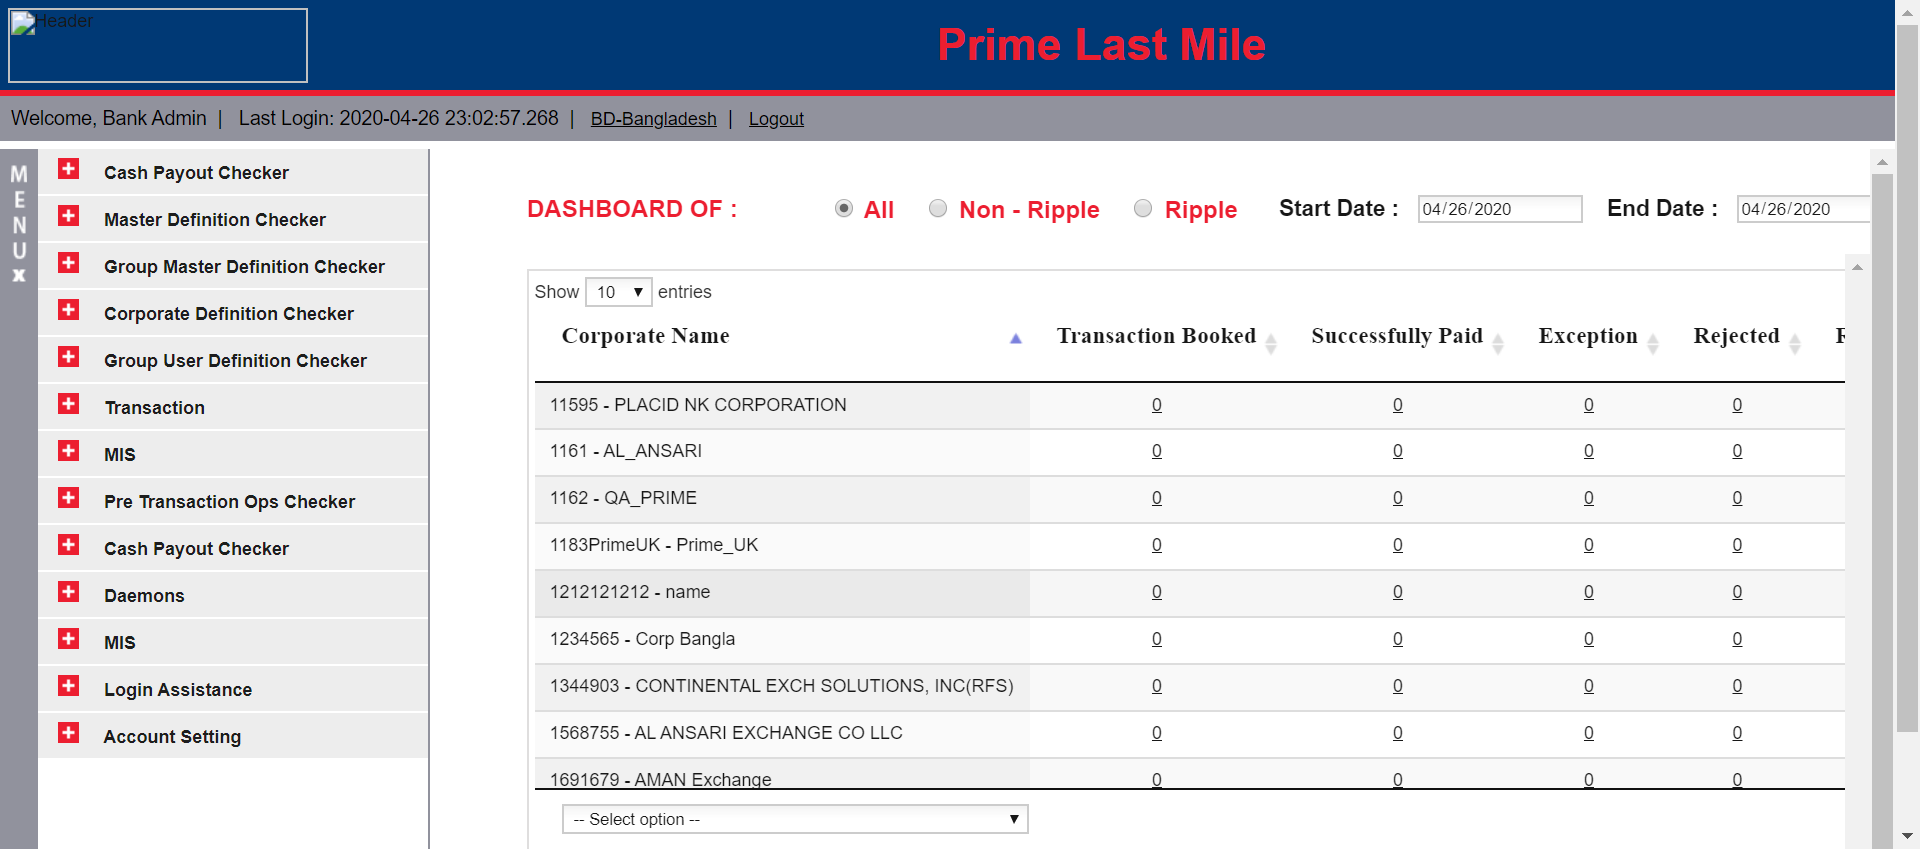 Header
Prime Last Mile
Welcome, Bank Admin | Last Login: 2020-04-26 23:02:57.268 | BD-Bangladesh | Logout
MENU
x
Cash Payout Checker
Master Definition Checker
Group Master Definition Checker
Corporate Definition Checker
Group User Definition Checker
Transaction
MIS
Pre Transaction Ops Checker
Cash Payout Checker
Daemons
MIS
Login Assistance
Account Setting
DASHBOARD OF : All Non - Ripple Ripple Start Date : 04/26/2020 End Date : 04/26/2020
Show 10 entries
Corporate Name Transaction Booked Successfully Paid Exception Rejected
11595 - PLACID NK CORPORATION 0 0 0 0
1161 - AL_ANSARI 0 0 0 0
1162 - QA_PRIME 0 0 0 0
1183PrimeUK - Prime_UK 0 0 0 0
1212121212 - name 0 0 0 0
1234565 - Corp Bangla 0 0 0 0
1344903 - CONTINENTAL EXCH SOLUTIONS, INC(RFS) 0 0 0 0
1568755 - AL ANSARI EXCHANGE CO LLC 0 0 0 0
1691679 - AMAN Exchange 0 0 0 0
-- Select option --